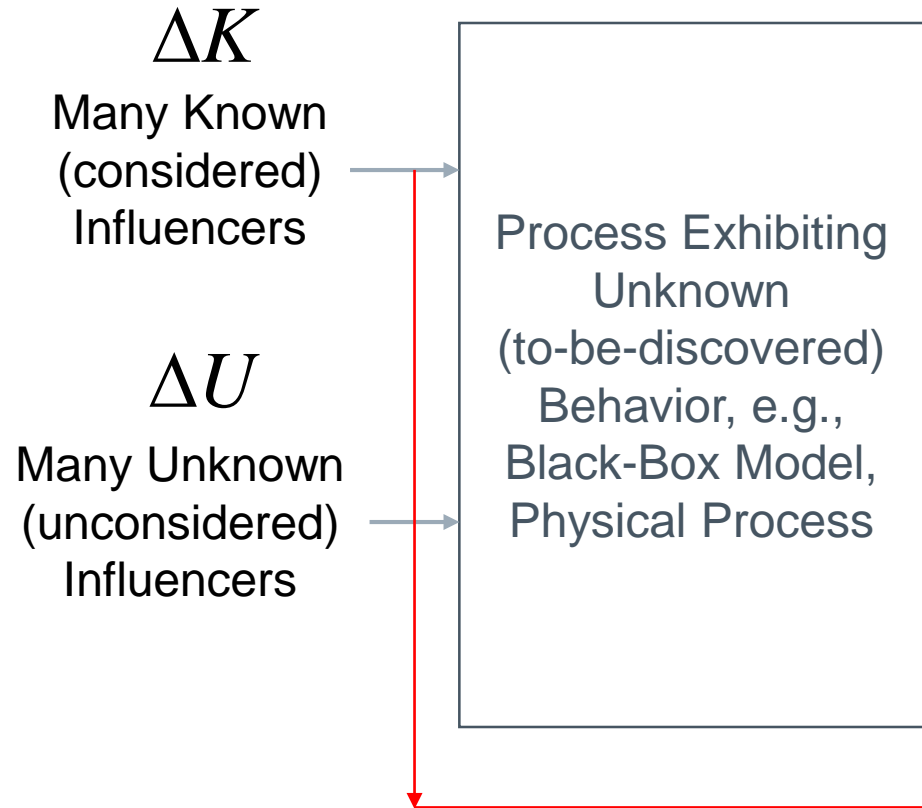 ΔK
Many Known
(considered)
Influencers
ΔU
Many Unknown
(unconsidered)
Influencers
Process Exhibiting
Unknown
(to-be-discovered)
Behavior, e.g.,
Black-Box Model,
Physical Process